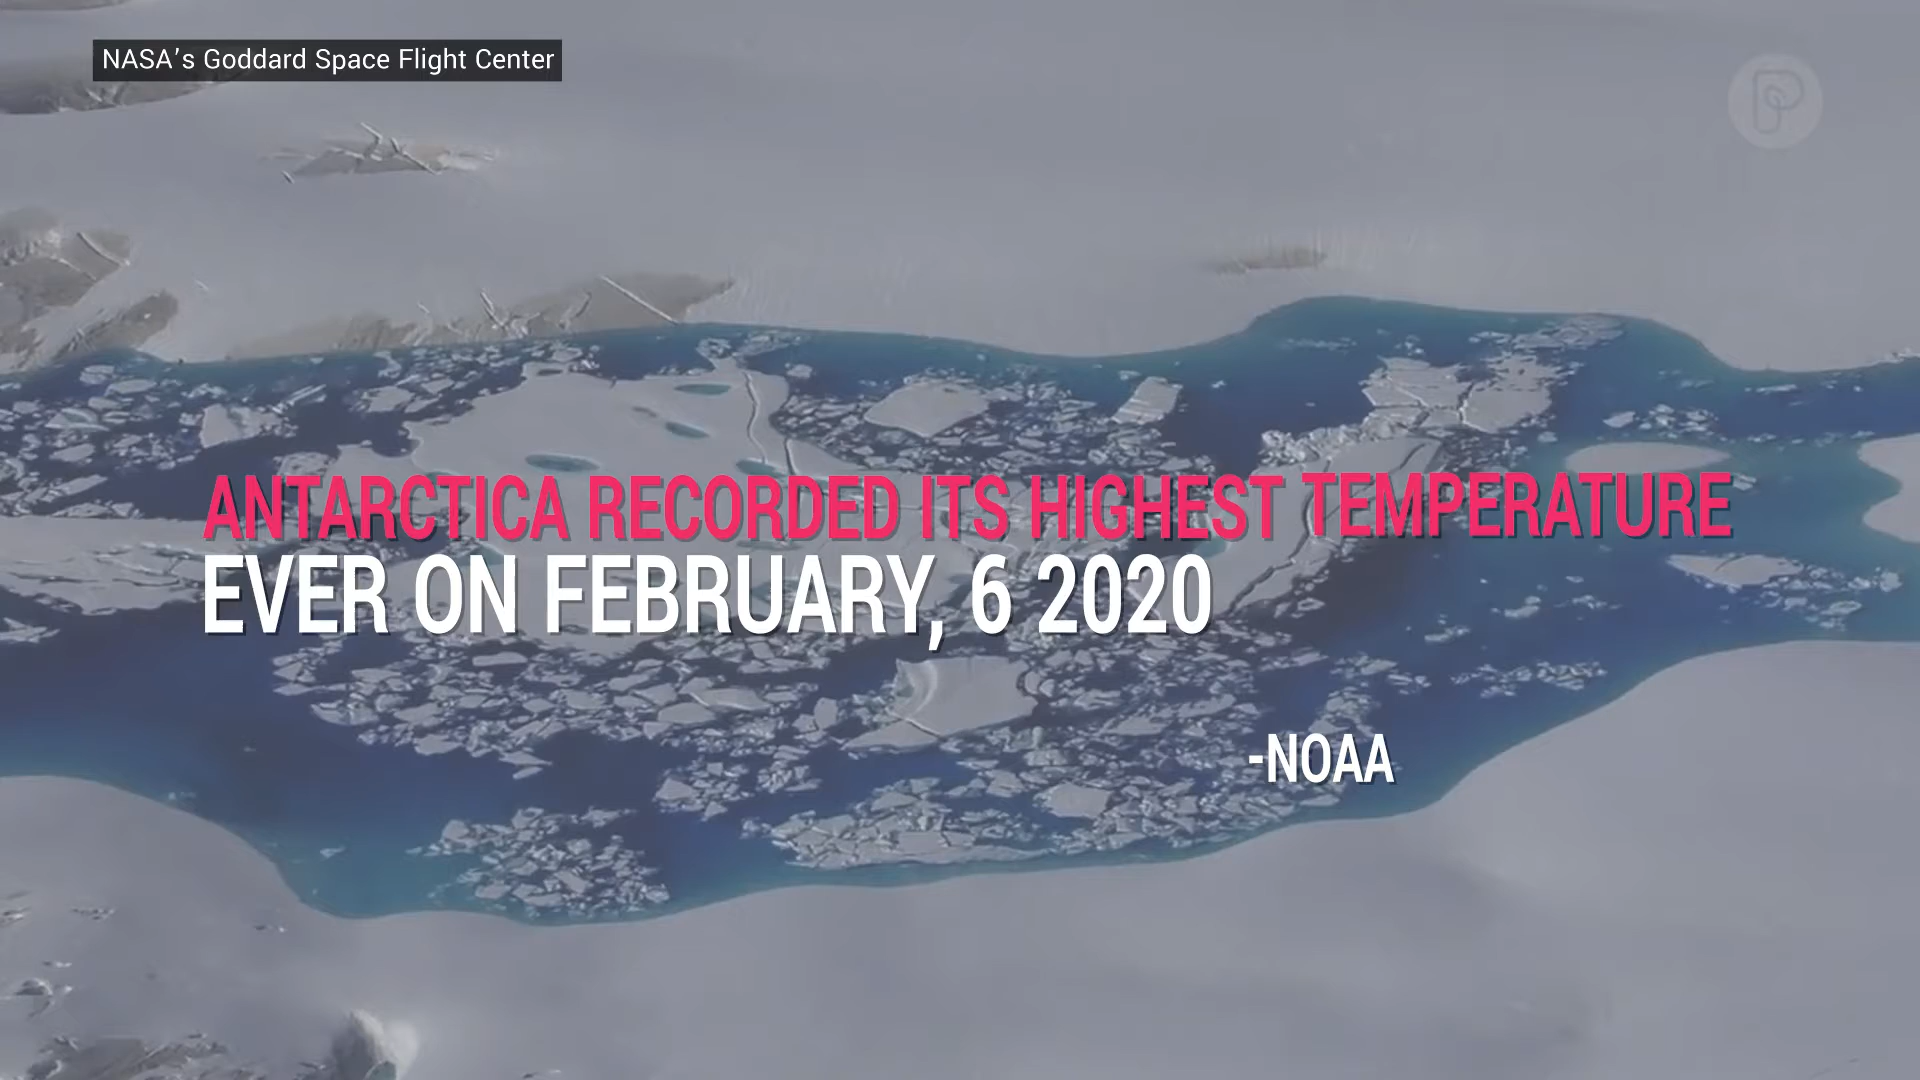 NASA's Goddard Space Flight Center
ANTARCTICA RECORDED ITS HIGHEST TEMPERATURE
EVER ON FEBRUARY, 6 2020
-NOAA